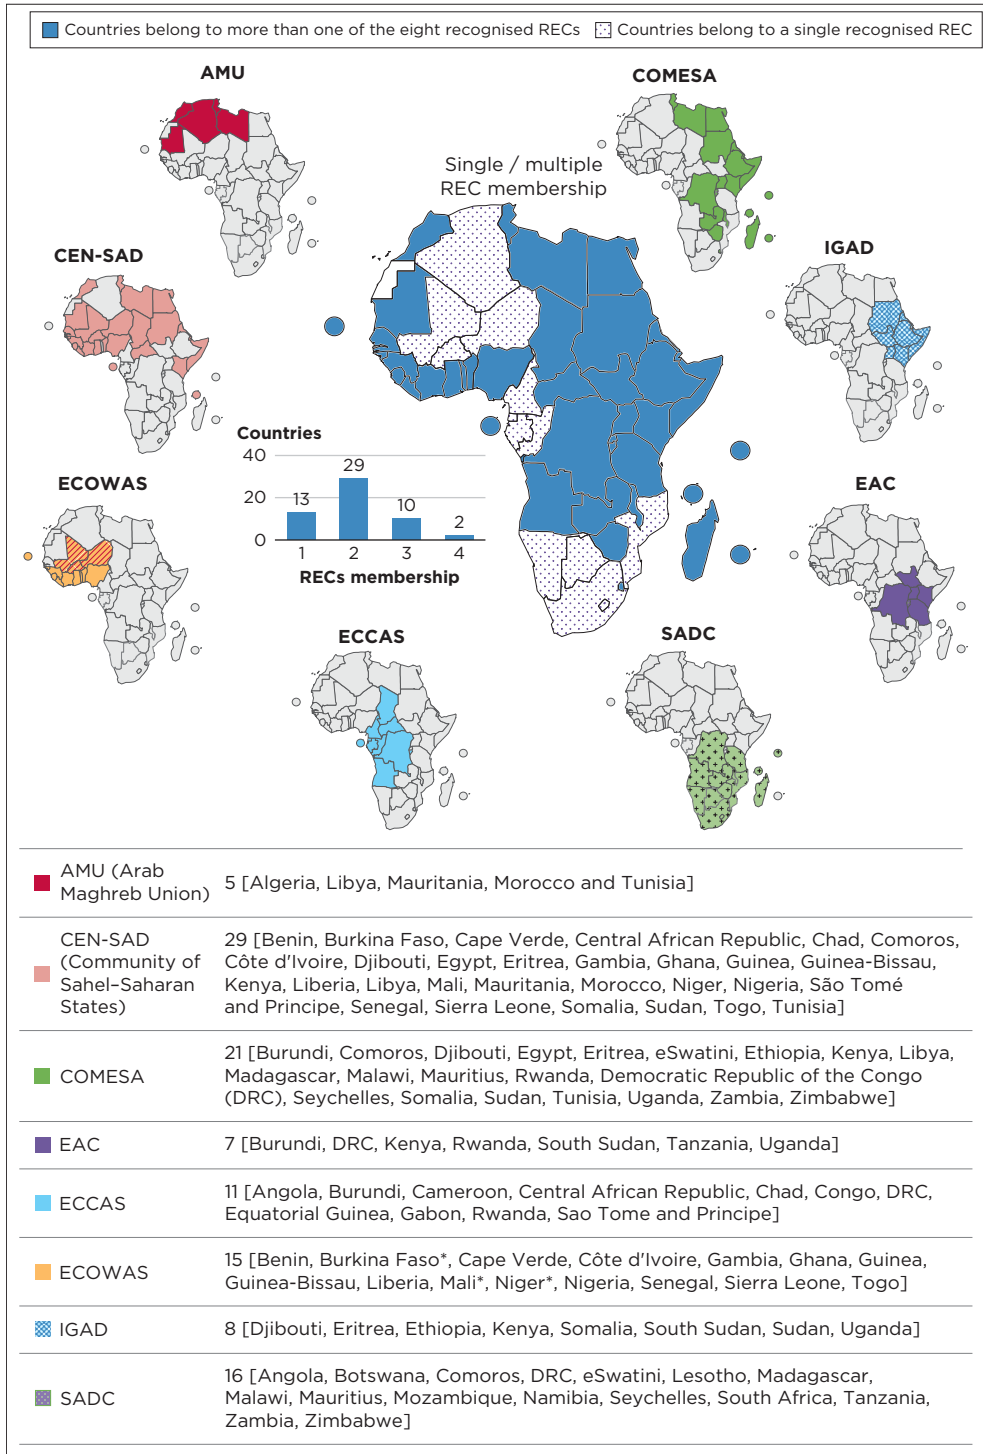 Countries belong to more than one of the eight recognised RECs
Countries belong to a single recognised REC
AMU
COMESA
Single / multiple
REC membership
CEN-SAD
IGAD
Countries
40
20
0
13
29
10
2
1
2
3
4
RECs membership
ECOWAS
EAC
ECCAS
SADC
AMU (Arab
Maghreb Union)
5 [Algeria, Libya, Mauritania, Morocco and Tunisia]
CEN-SAD
(Community of
Sahel–Saharan
States)
29 [Benin, Burkina Faso, Cape Verde, Central African Republic, Chad, Comoros,
Côte d'Ivoire, Djibouti, Egypt, Eritrea, Gambia, Ghana, Guinea, Guinea-Bissau,
Kenya, Liberia, Libya, Mali, Mauritania, Morocco, Niger, Nigeria, São Tomé
and Principe, Senegal, Sierra Leone, Somalia, Sudan, Togo, Tunisia]
COMESA
21 [Burundi, Comoros, Djibouti, Egypt, Eritrea, eSwatini, Ethiopia, Kenya, Libya,
Madagascar, Malawi, Mauritius, Rwanda, Democratic Republic of the Congo
(DRC), Seychelles, Somalia, Sudan, Tunisia, Uganda, Zambia, Zimbabwe]
EAC
7 [Burundi, DRC, Kenya, Rwanda, South Sudan, Tanzania, Uganda]
ECCAS
11 [Angola, Burundi, Cameroon, Central African Republic, Chad, Congo, DRC,
Equatorial Guinea, Gabon, Rwanda, Sao Tome and Principe]
ECOWAS
15 [Benin, Burkina Faso*, Cape Verde, Côte d'Ivoire, Gambia, Ghana, Guinea,
Guinea-Bissau, Liberia, Mali*, Niger*, Nigeria, Senegal, Sierra Leone, Togo]
IGAD
8 [Djibouti, Eritrea, Ethiopia, Kenya, Somalia, South Sudan, Sudan, Uganda]
SADC
16 [Angola, Botswana, Comoros, DRC, eSwatini, Lesotho, Madagascar,
Malawi, Mauritius, Mozambique, Namibia, Seychelles, South Africa, Tanzania,
Zambia, Zimbabwe]